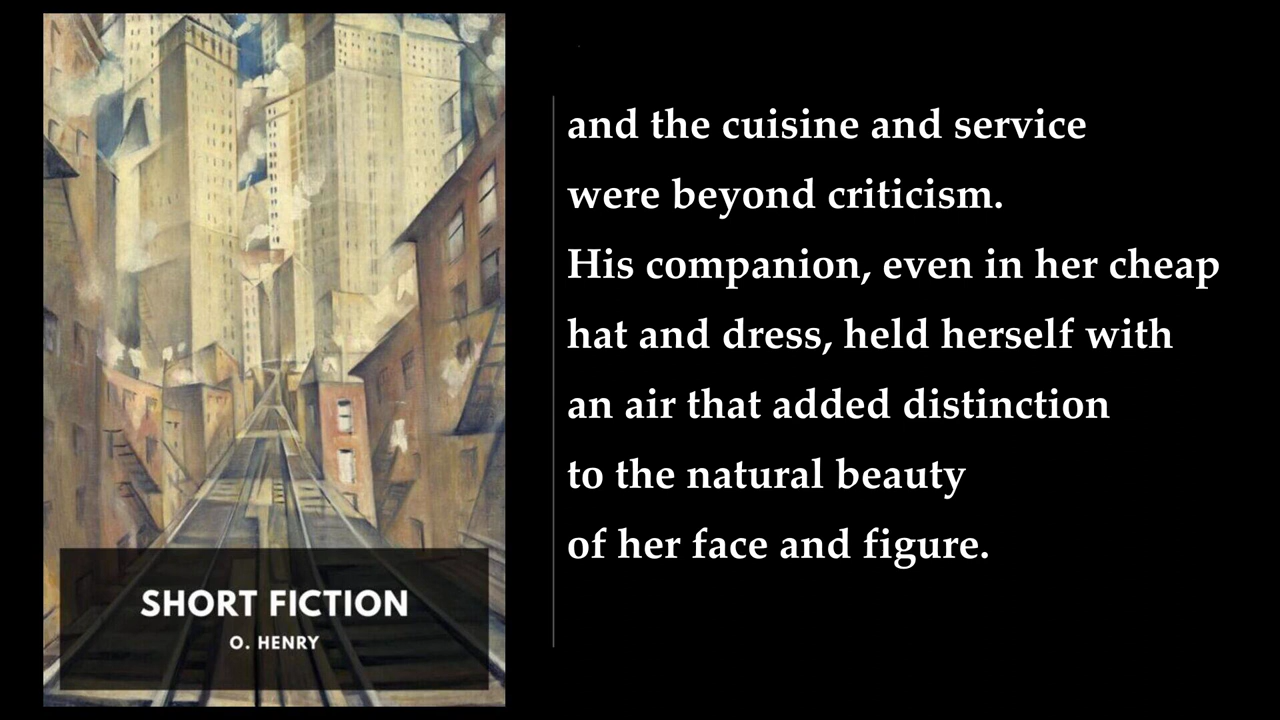 SHORT FICTION
O. HENRY
and the cuisine and service
were beyond criticism.
His companion, even in her cheap
hat and dress, held herself with
an air that added distinction
to the natural beauty
of her face and figure.